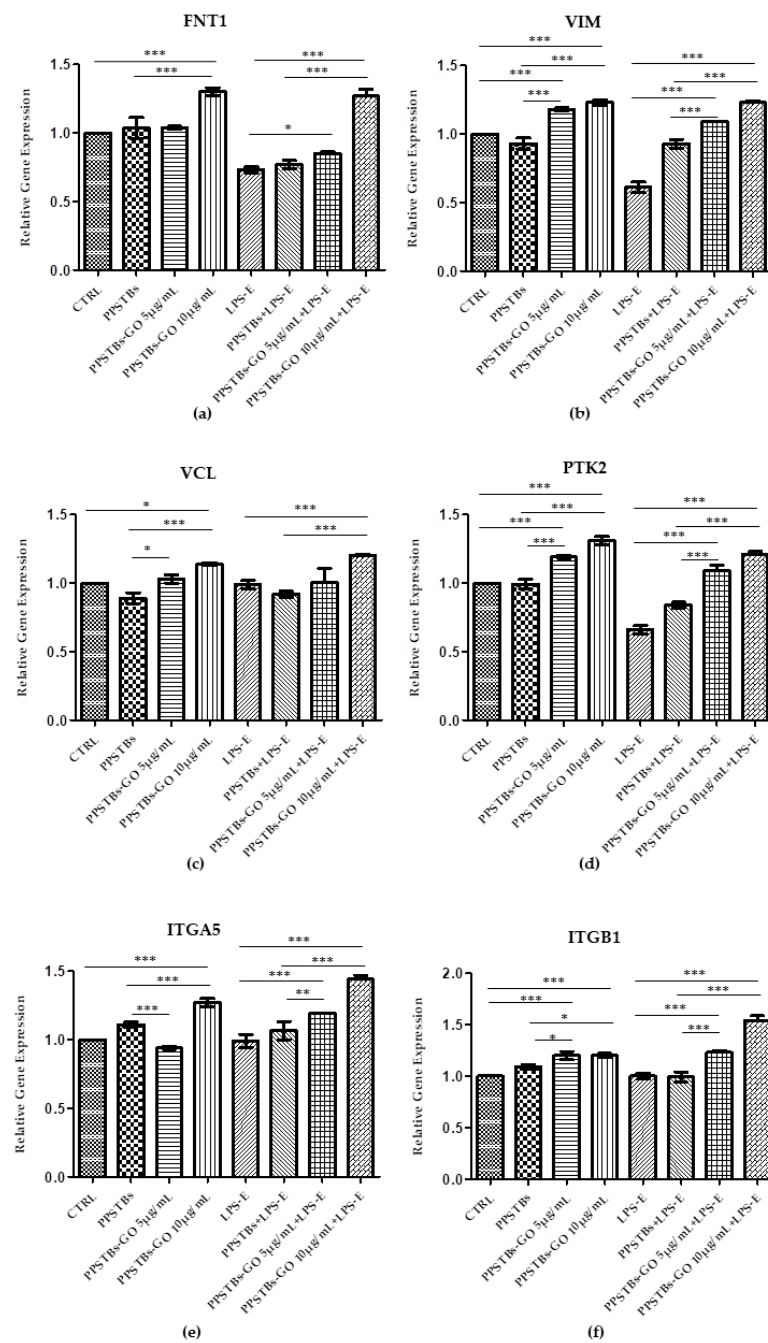 FNT1
*** *** *** *** *
Relative Gene Expression
1.5
1.0
0.5
0.0
CTRL
PPSTBs
PPSTBs-GO 5µg/mL
PPSTBs-GO 10µg/mL
LPS-E
PPSTBs+LPS-E
PPSTBs-GO 5µg/mL+LPS-E
PPSTBs-GO 10µg/mL+LPS-E
(a)
VIM
*** *** *** *** *** *** *** ***
Relative Gene Expression
1.5
1.0
0.5
0.0
CTRL
PPSTBs
PPSTBs-GO 5µg/mL
PPSTBs-GO 10µg/mL
LPS-E
PPSTBs+LPS-E
PPSTBs-GO 5µg/mL+LPS-E
PPSTBs-GO 10µg/mL+LPS-E
(b)
VCL
* *** * *** ***
Relative Gene Expression
1.5
1.0
0.5
0.0
CTRL
PPSTBs
PPSTBs-GO 5µg/mL
PPSTBs-GO 10µg/mL
LPS-E
PPSTBs+LPS-E
PPSTBs-GO 5µg/mL+LPS-E
PPSTBs-GO 10µg/mL+LPS-E
(c)
PTK2
*** *** *** *** *** *** *** ***
Relative Gene Expression
1.5
1.0
0.5
0.0
CTRL
PPSTBs
PPSTBs-GO 5µg/mL
PPSTBs-GO 10µg/mL
LPS-E
PPSTBs+LPS-E
PPSTBs-GO 5µg/mL+LPS-E
PPSTBs-GO 10µg/mL+LPS-E
(d)
ITGA5
*** *** *** *** *** *** **
Relative Gene Expression
1.5
1.0
0.5
0.0
CTRL
PPSTBs
PPSTBs-GO 5µg/mL
PPSTBs-GO 10µg/mL
LPS-E
PPSTBs+LPS-E
PPSTBs-GO 5µg/mL+LPS-E
PPSTBs-GO 10µg/mL+LPS-E
(e)
ITGB1
*** *** * * *** *** *** ***
Relative Gene Expression
2.0
1.5
1.0
0.5
0.0
CTRL
PPSTBs
PPSTBs-GO 5µg/mL
PPSTBs-GO 10µg/mL
LPS-E
PPSTBs+LPS-E
PPSTBs-GO 5µg/mL+LPS-E
PPSTBs-GO 10µg/mL+LPS-E
(f)